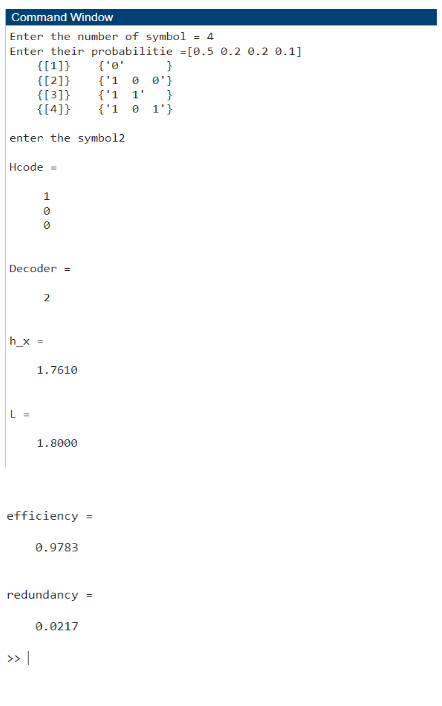 Command Window
Enter the number of symbol = 4
Enter their probabilitie =[0.5 0.2 0.2 0.1]
{[1]}    {'0'      }
{[2]}    {'1  0  0'}
{[3]}    {'1  1'   }
{[4]}    {'1  0  1'}
enter the symbol2
Hcode =
1
0
0
Decoder =
2
h_x =
1.7610
L =
1.8000
efficiency =
0.9783
redundancy =
0.0217
>>